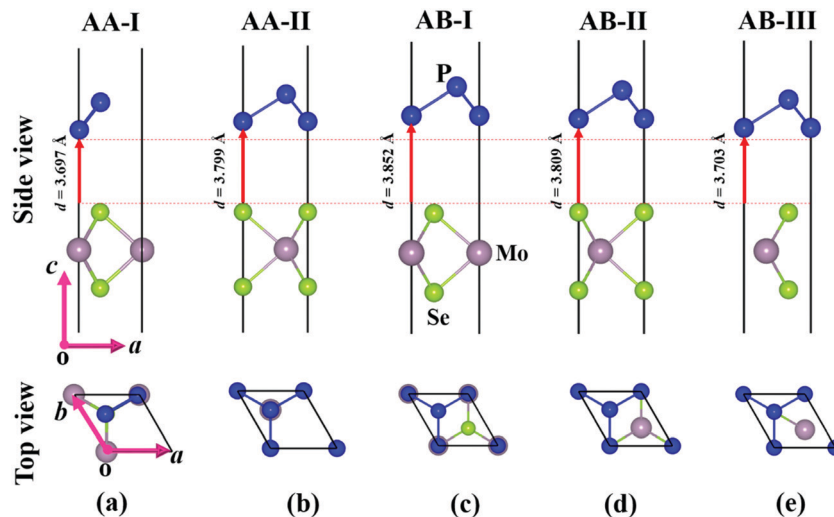 AA-I AA-II AB-I AB-II AB-III
Side view
P
d = 3.697 Å
d = 3.799 Å
d = 3.852 Å
d = 3.809 Å
d = 3.703 Å
Mo
c
Se
o a
Top view
b
o a
(a) (b) (c) (d) (e)